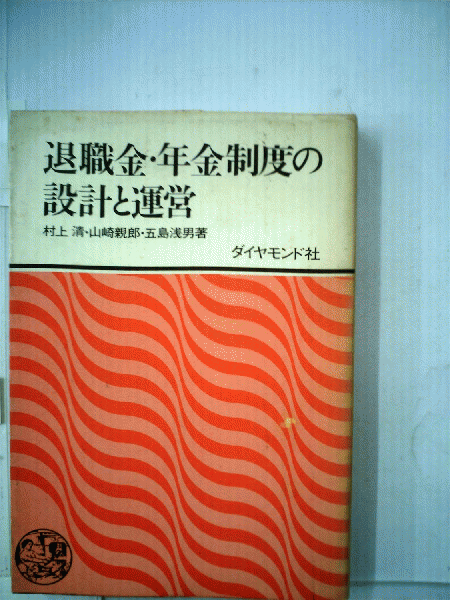 退職金・年金制度の
設計と運営
村上 清・山崎親郎・五島浅男著
ダイヤモンド社